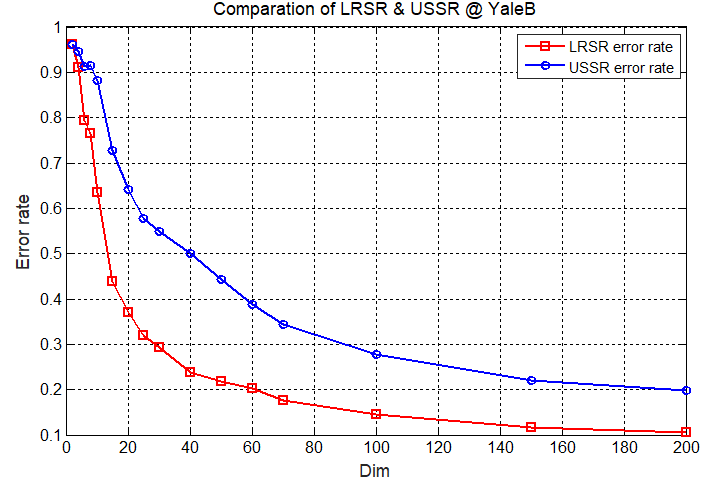 Comparation of LRSR & USSR @ YaleB
LRSR error rate
USSR error rate
Error rate
1
0.9
0.8
0.7
0.6
0.5
0.4
0.3
0.2
0.1
0 20 40 60 80 100 120 140 160 180 200
Dim